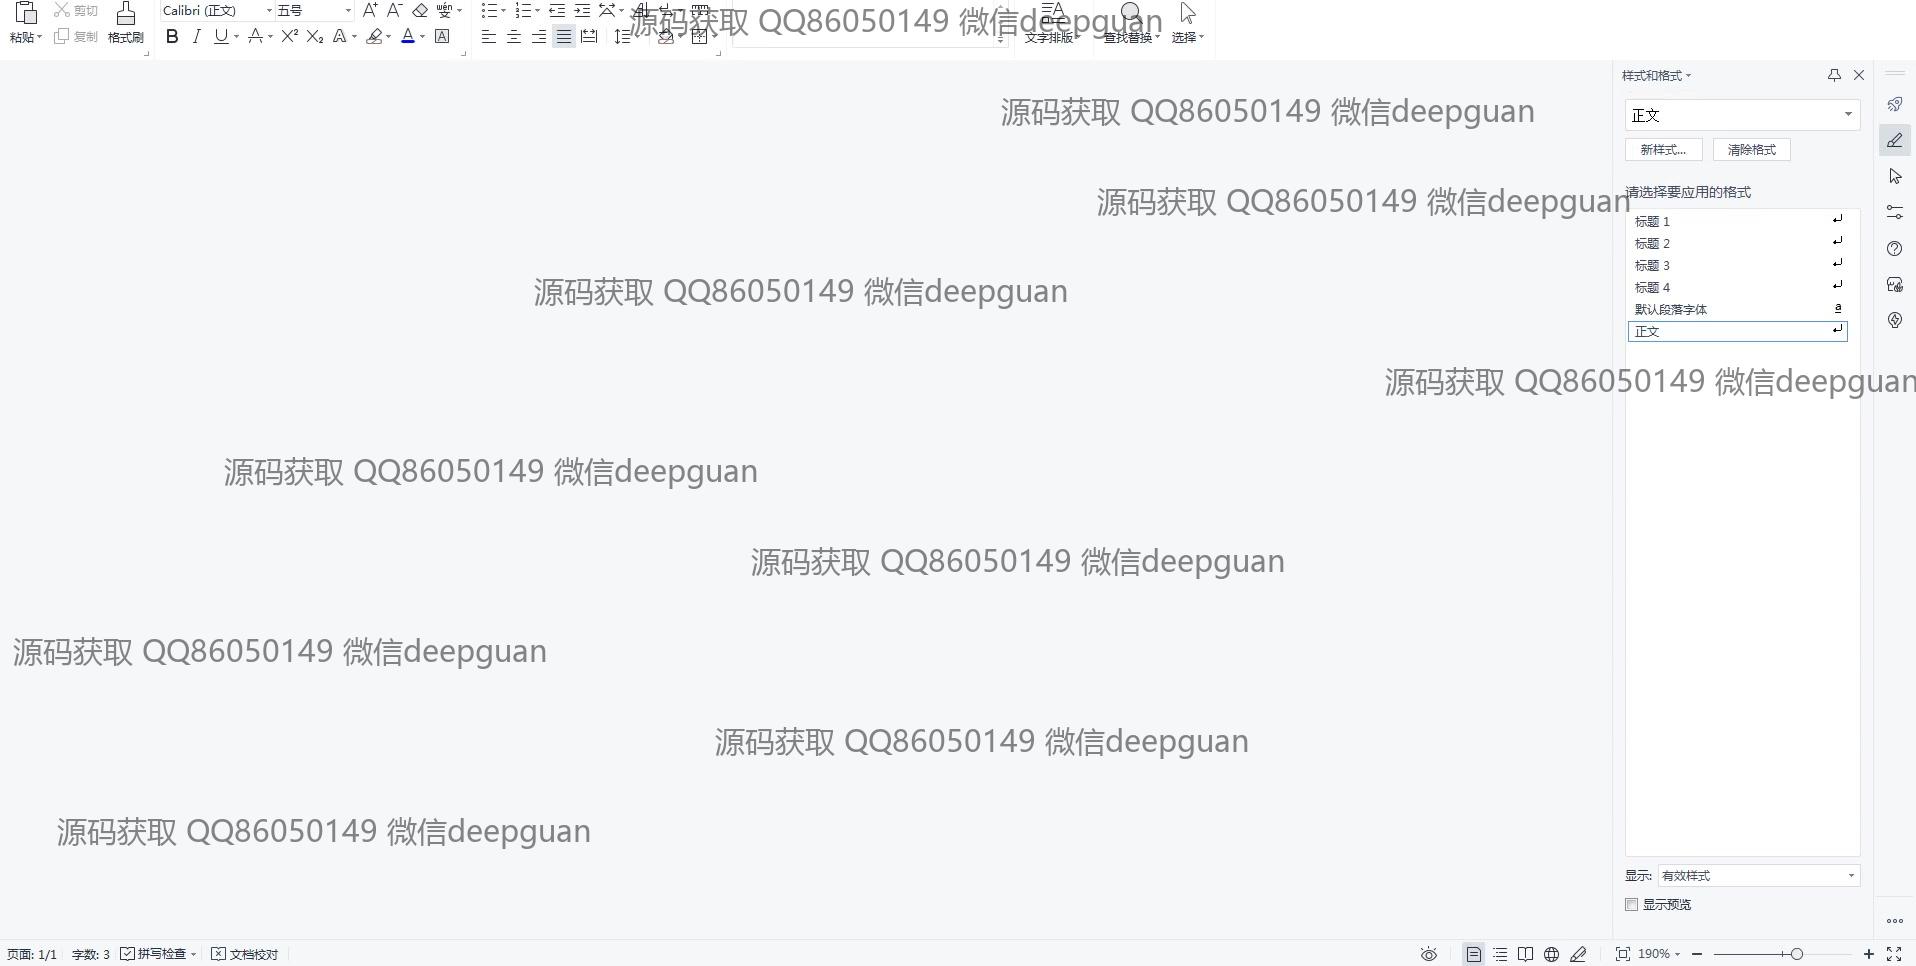 Calibri (正文) 五号
粘贴 剪切 复制 格式刷
源码获取 QQ86050149 微信deepguan
文字排版 查找替换 选择
样式和格式
源码获取 QQ86050149 微信deepguan
正文
新样式... 清除格式
请选择要应用的格式
源码获取 QQ86050149 微信deepguan
标题 1
标题 2
标题 3
源码获取 QQ86050149 微信deepguan
标题 4
默认段落字体
正文
源码获取 QQ86050149 微信deepguan
源码获取 QQ86050149 微信deepguan
源码获取 QQ86050149 微信deepguan
源码获取 QQ86050149 微信deepguan
源码获取 QQ86050149 微信deepguan
源码获取 QQ86050149 微信deepguan
显示: 有效样式
显示预览
页面: 1/1 字数: 3 拼写检查 文档校对 190%